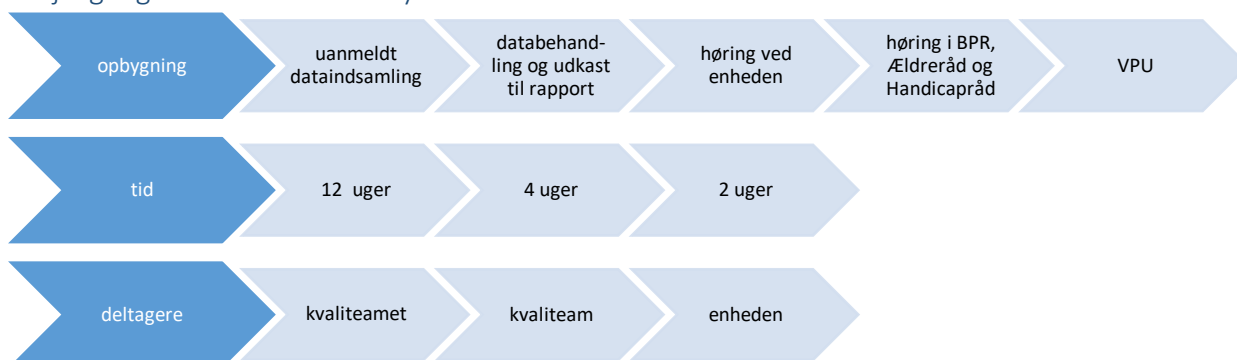 opbygning
uanmeldt
dataindsamling
databehand-
ling og udkast
til rapport
høring ved
enheden
høring i BPR,
Ældreråd og
Handicapråd
VPU
tid
12 uger
4 uger
2 uger
deltagere
kvaliteamet
kvaliteam
enheden